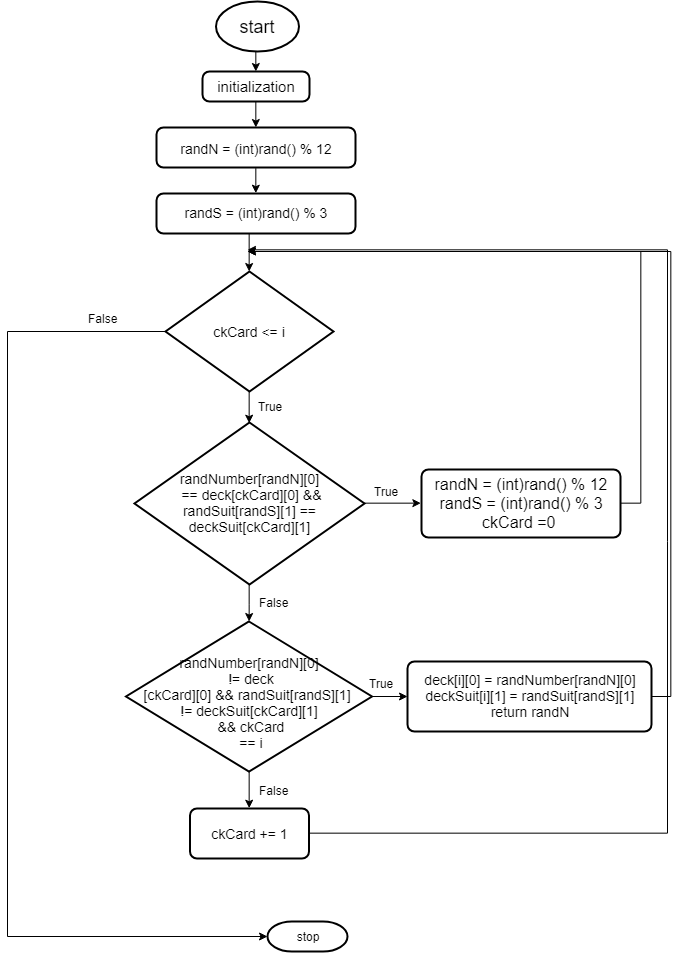 start
initialization
randN = (int)rand() % 12
randS = (int)rand() % 3
False
ckCard <= i
True
randNumber[randN][0]
== deck[ckCard][0] &&
randSuit[randS][1] ==
deckSuit[ckCard][1]
True
randN = (int)rand() % 12
randS = (int)rand() % 3
ckCard =0
False
randNumber[randN][0]
!= deck
[ckCard][0] && randSuit[randS][1]
!= deckSuit[ckCard][1]
&& ckCard
== i
True
deck[i][0] = randNumber[randN][0]
deckSuit[i][1] = randSuit[randS][1]
return randN
False
ckCard += 1
stop